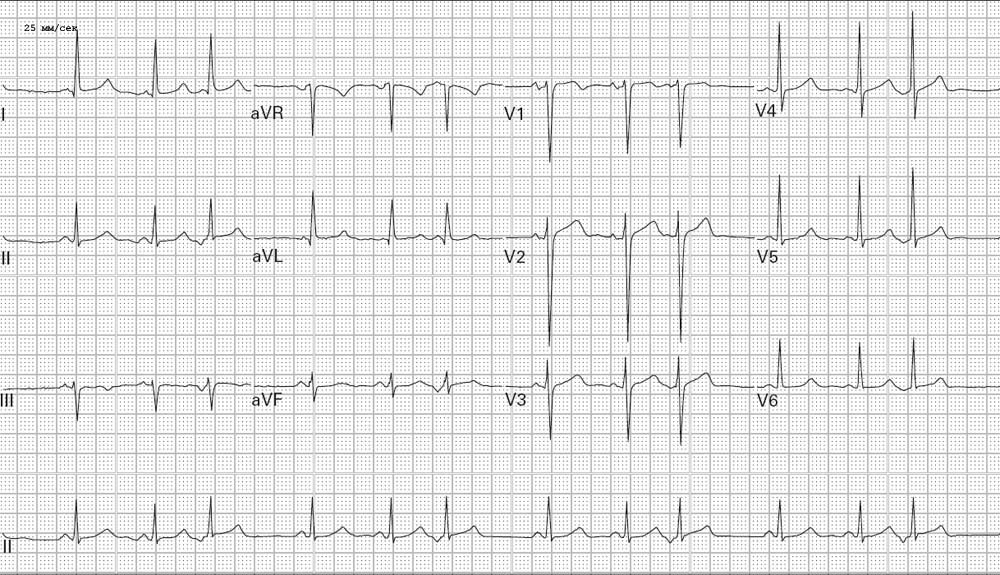 25 мм/сек
I aVR V1 V4
II aVL V2 V5
III aVF V3 V6
II